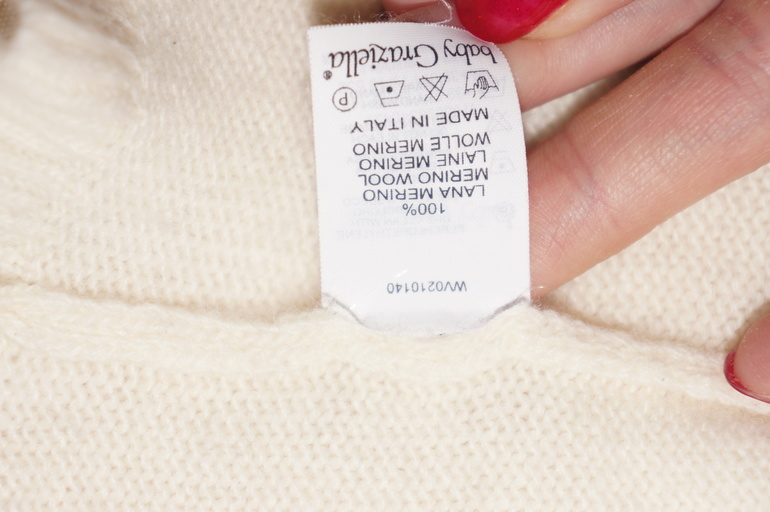 WV0210140
100%
LANA MERINO
MERINO WOOL
LAINE MERINO
WOLLE MERINO
MADE IN ITALY
P
baby Graziella®